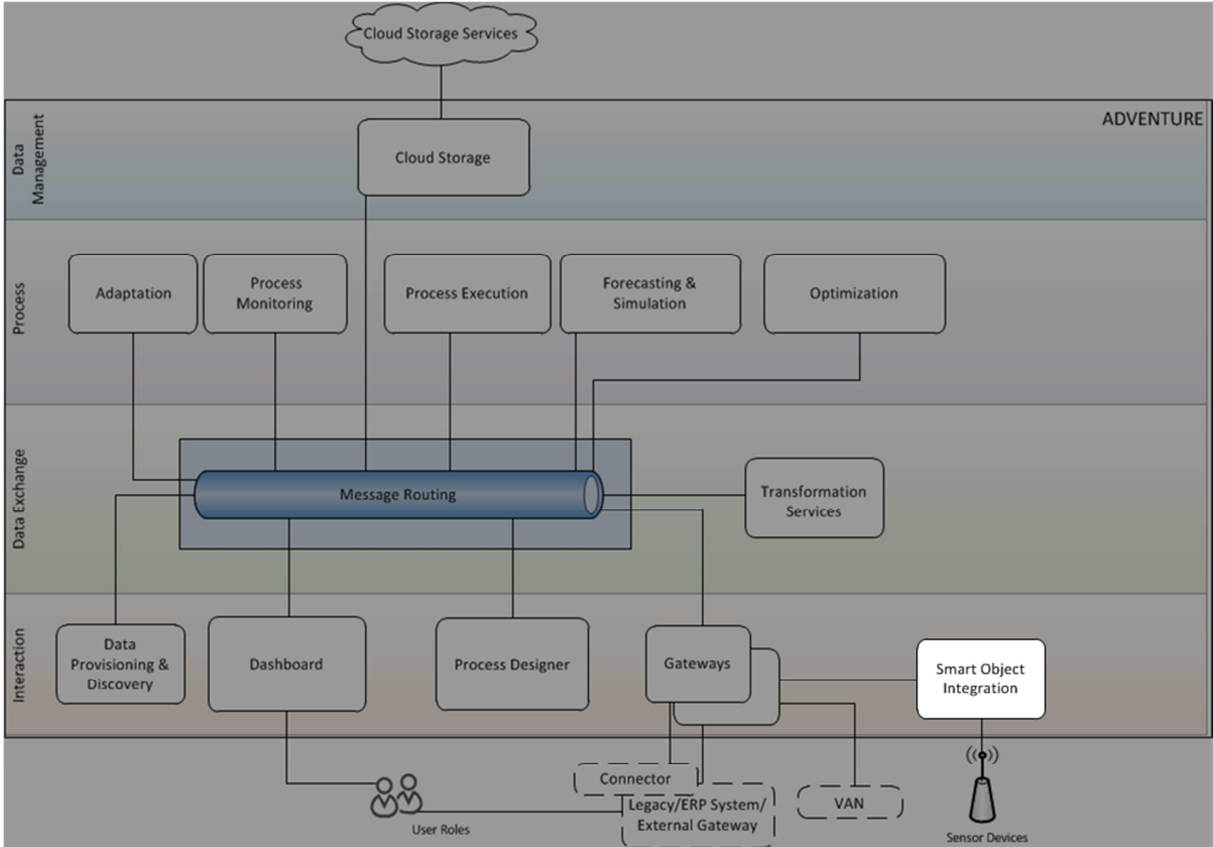 Cloud Storage Services
ADVENTURE
Data
Management
Cloud Storage
Process
Adaptation
Process
Monitoring
Process Execution
Forecasting &
Simulation
Optimization
Data Exchange
Message Routing
Transformation
Services
Interaction
Data
Provisioning &
Discovery
Dashboard
Process Designer
Gateways
Smart Object
Integration
Connector
Legacy/ERP System/
External Gateway
VAN
User Roles
Sensor Devices